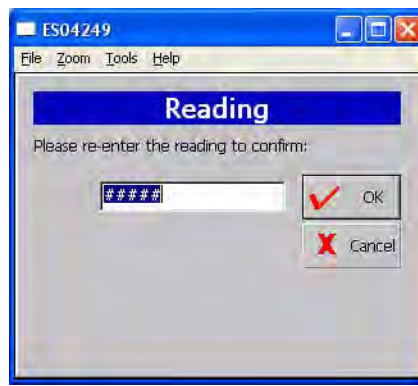 ES04249
File Zoom Tools Help
Reading
Please re-enter the reading to confirm:
#####
OK
Cancel